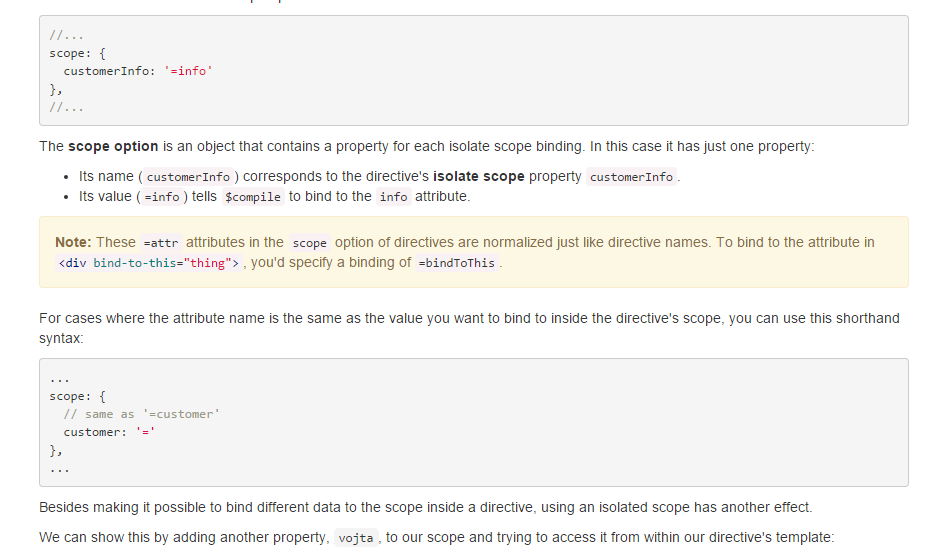 //...
scope: {
  customerInfo: '=info'
},
//...
The scope option is an object that contains a property for each isolate scope binding. In this case it has just one property:
• Its name ( customerInfo ) corresponds to the directive's isolate scope property customerInfo .
• Its value ( =info ) tells $compile to bind to the info attribute.
Note: These =attr attributes in the scope option of directives are normalized just like directive names. To bind to the attribute in
<div bind-to-this="thing"> , you'd specify a binding of =bindToThis .
For cases where the attribute name is the same as the value you want to bind to inside the directive's scope, you can use this shorthand
syntax:
...
scope: {
  // same as '=customer'
  customer: '='
},
...
Besides making it possible to bind different data to the scope inside a directive, using an isolated scope has another effect.
We can show this by adding another property, vojta , to our scope and trying to access it from within our directive's template: